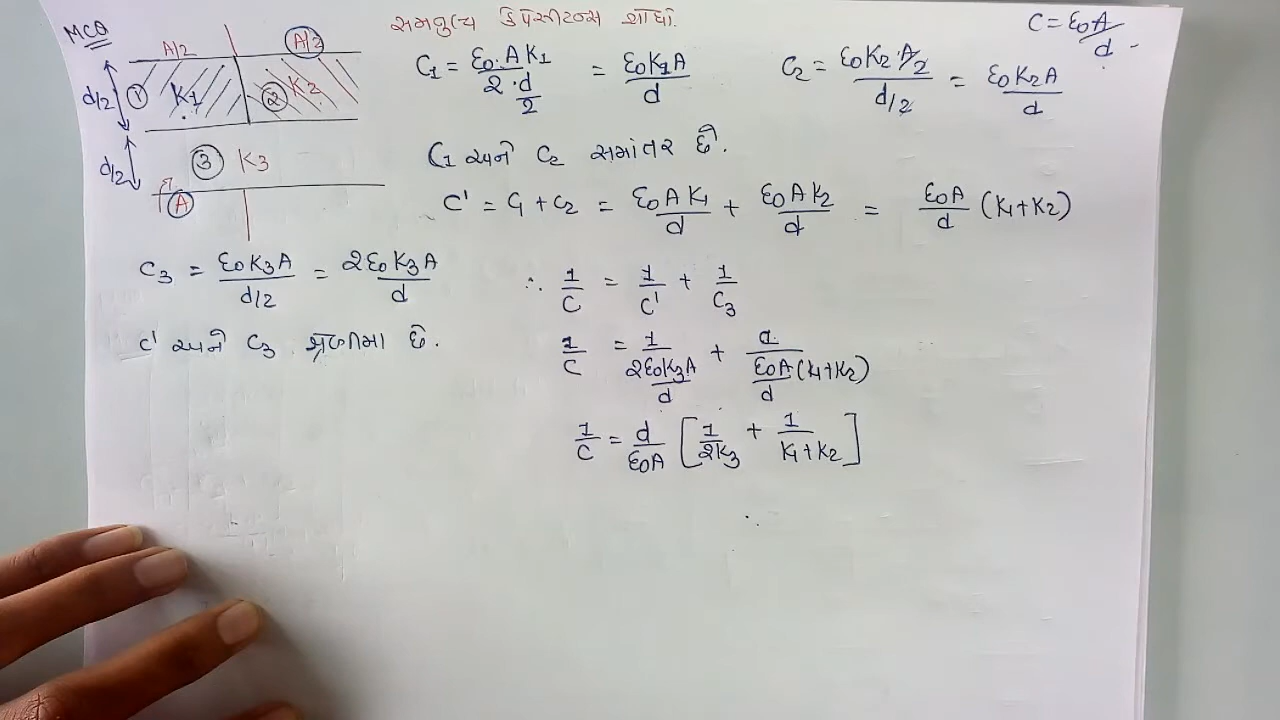 MCQ
સમતુલ્ય કેપેસીટન્સ શોધો.
C = ε0A/d
A/2 A/2
d/2 ① K1 ② K2
d/2 ③ K3
A
C1 = ε0·A K1 / 2·d/2 = ε0K1A/d
C2 = ε0K2·A/2 / d/2 = ε0K2A/d
C1 અને C2 સમાંતર છે.
C' = C1 + C2 = ε0AK1/d + ε0AK2/d = ε0A/d (K1+K2)
C3 = ε0K3A / d/2 = 2ε0K3A/d
C' અને C3 શ્રેણીમાં છે.
∴ 1/C = 1/C' + 1/C3
1/C = 1 / 2ε0K3A/d + 1 / ε0A/d (K1+K2)
1/C = d/ε0A [1/2K3 + 1/K1+K2]